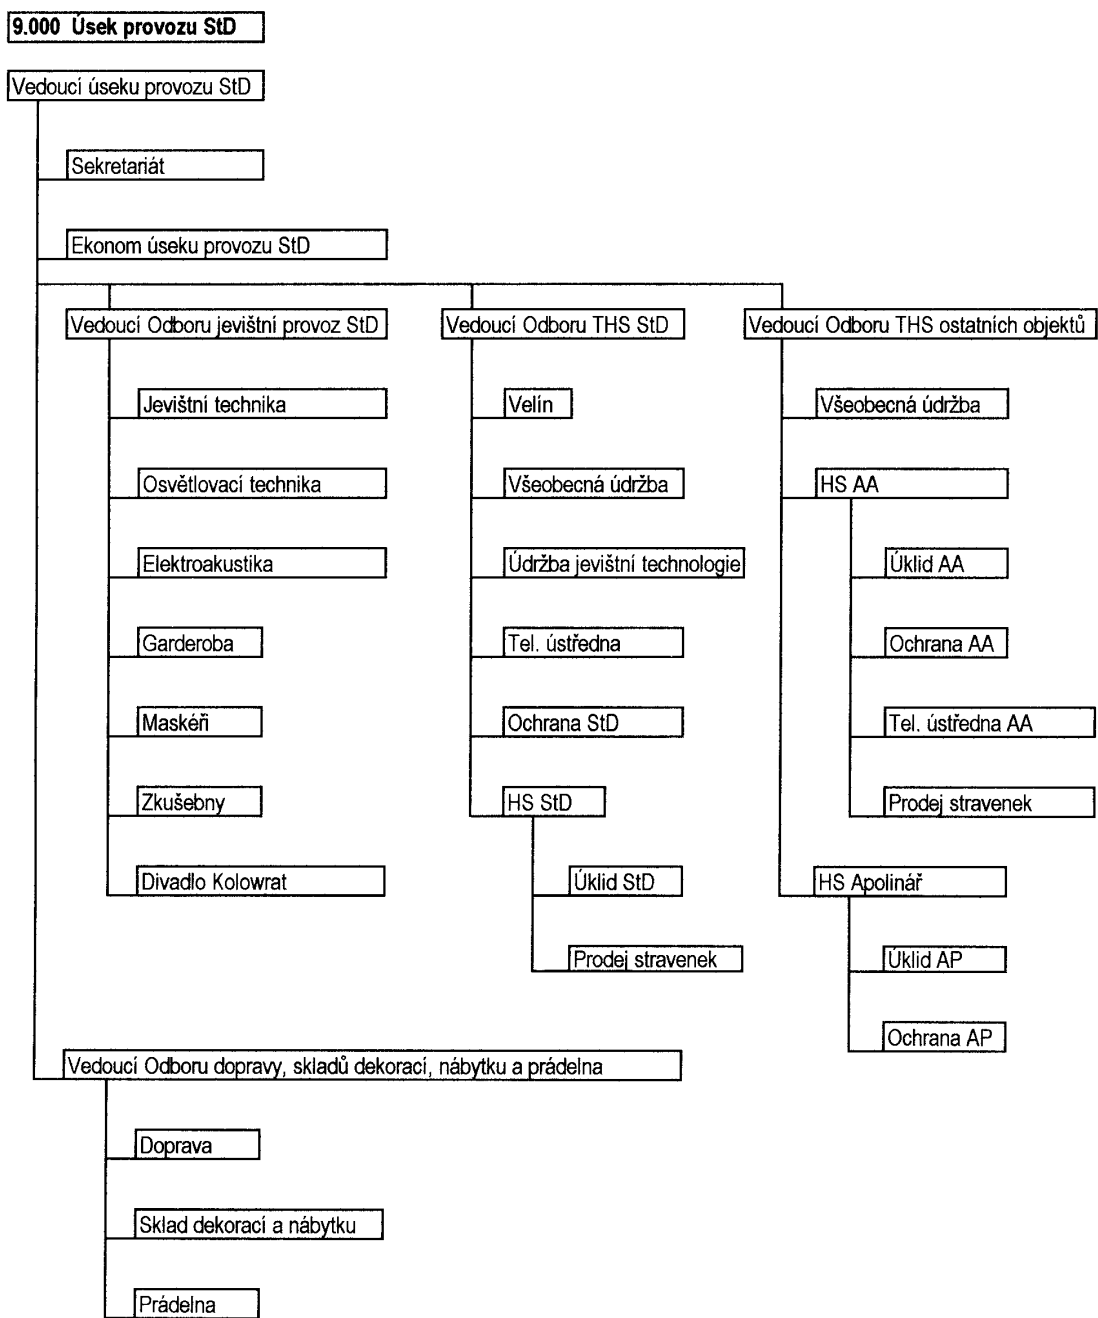 9.000 Úsek provozu StD
Vedoucí úseku provozu StD
Sekretariát
Ekonom úseku provozu StD
Vedoucí Odboru jevištní provoz StD
Jevištní technika
Osvětlovací technika
Elektroakustika
Garderoba
Maskéři
Zkušebny
Divadlo Kolowrat
Vedoucí Odboru THS StD
Velín
Všeobecná údržba
Údržba jevištní technologie
Tel. ústředna
Ochrana StD
HS StD
Úklid StD
Prodej stravenek
Vedoucí Odboru THS ostatních objektů
Všeobecná údržba
HS AA
Úklid AA
Ochrana AA
Tel. ústředna AA
Prodej stravenek
HS Apolinář
Úklid AP
Ochrana AP
Vedoucí Odboru dopravy, skladů dekorací, nábytku a prádelna
Doprava
Sklad dekorací a nábytku
Prádelna